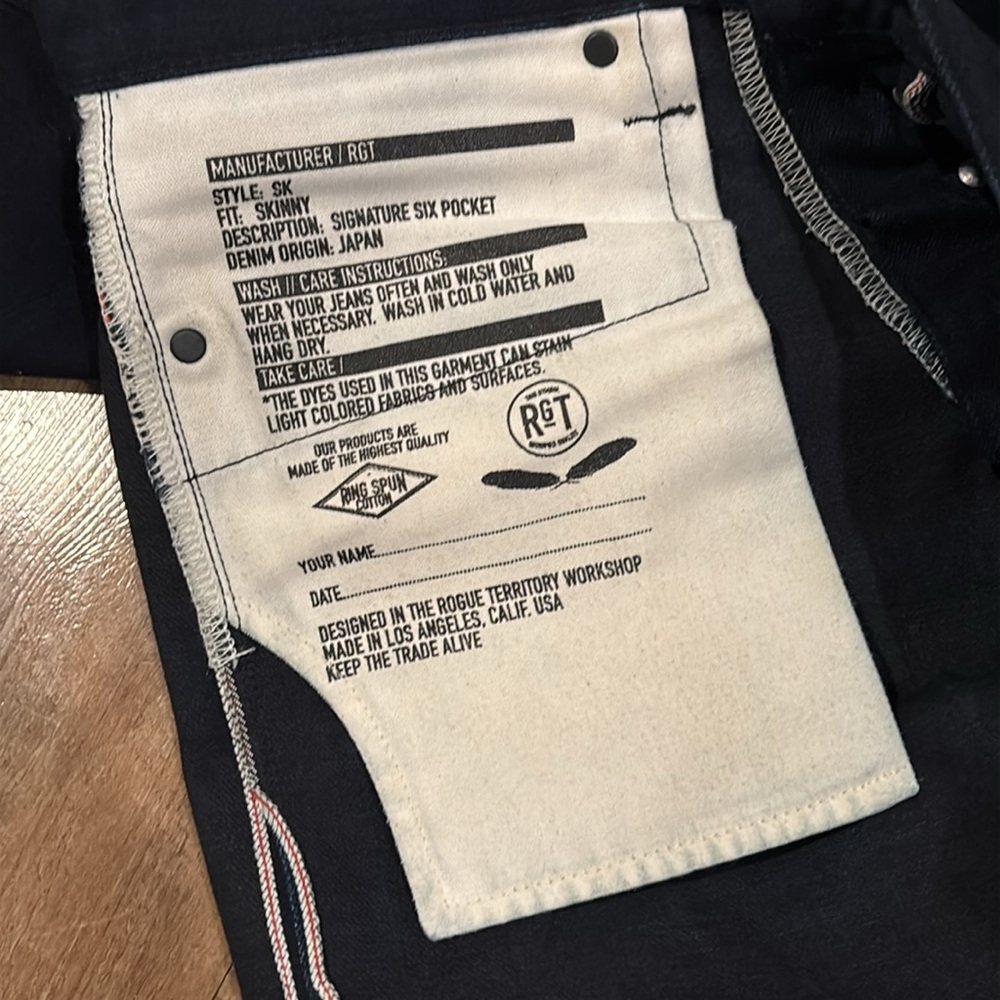 MANUFACTURER / RGT
STYLE: SK
FIT: SKINNY
DESCRIPTION: SIGNATURE SIX POCKET
DENIM ORIGIN: JAPAN
WASH // CARE INSTRUCTIONS:
WEAR YOUR JEANS OFTEN AND WASH ONLY
WHEN NECESSARY. WASH IN COLD WATER AND
HANG DRY.
TAKE CARE /
*THE DYES USED IN THIS GARMENT CAN STAIN
LIGHT COLORED FABRICS AND SURFACES.
OUR PRODUCTS ARE
MADE OF THE HIGHEST QUALITY
RING SPUN
COTTON
RGT
YOUR NAME
DATE
DESIGNED IN THE ROGUE TERRITORY WORKSHOP
MADE IN LOS ANGELES, CALIF. USA
KEEP THE TRADE ALIVE